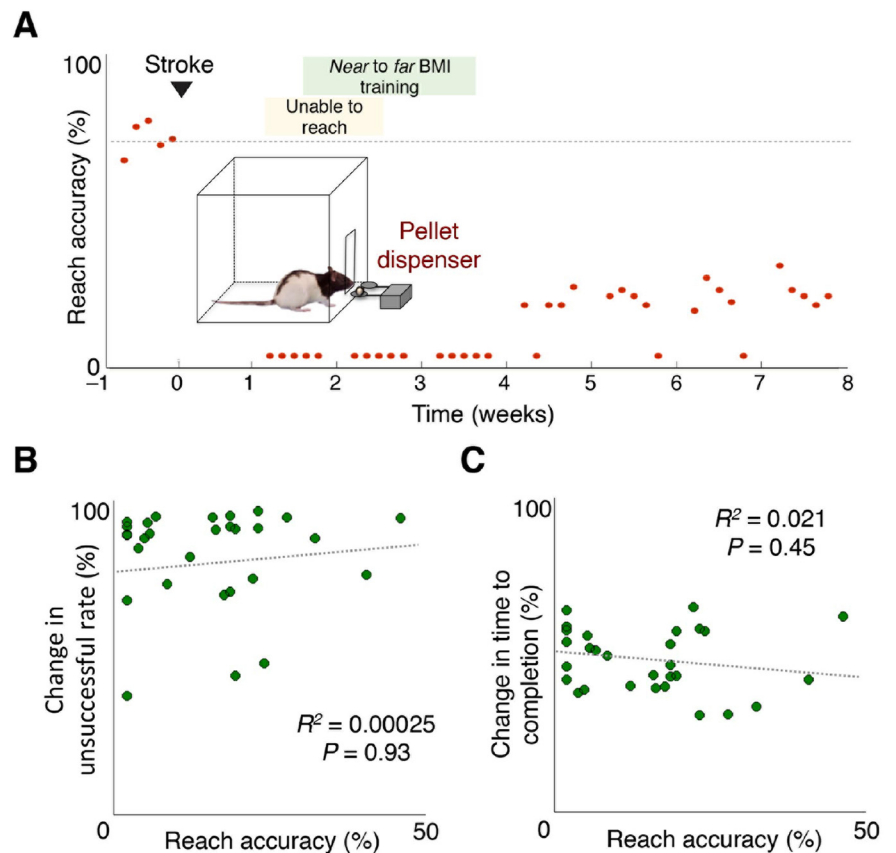 A
100
Stroke
Near to far BMI
training
Unable to
reach
Reach accuracy (%)
Pellet
dispenser
0
–1 0 1 2 3 4 5 6 7 8
Time (weeks)
B
100
Change in
unsuccessful rate (%)
R² = 0.00025
P = 0.93
0
50
Reach accuracy (%)
C
100
Change in time to
completion (%)
R² = 0.021
P = 0.45
0
50
Reach accuracy (%)